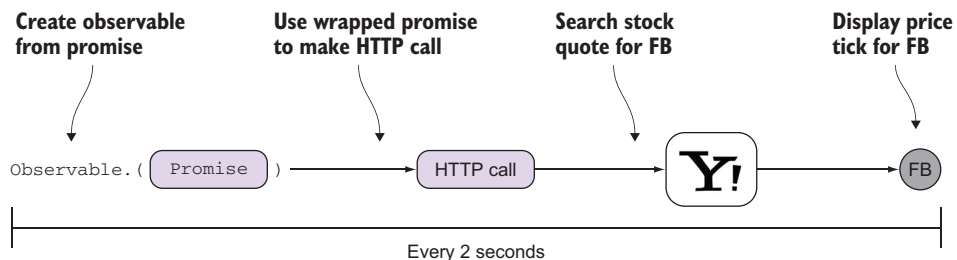 Create observable
from promise
Use wrapped promise
to make HTTP call
Search stock
quote for FB
Display price
tick for FB
Observable.( Promise )
HTTP call
Y!
FB
Every 2 seconds